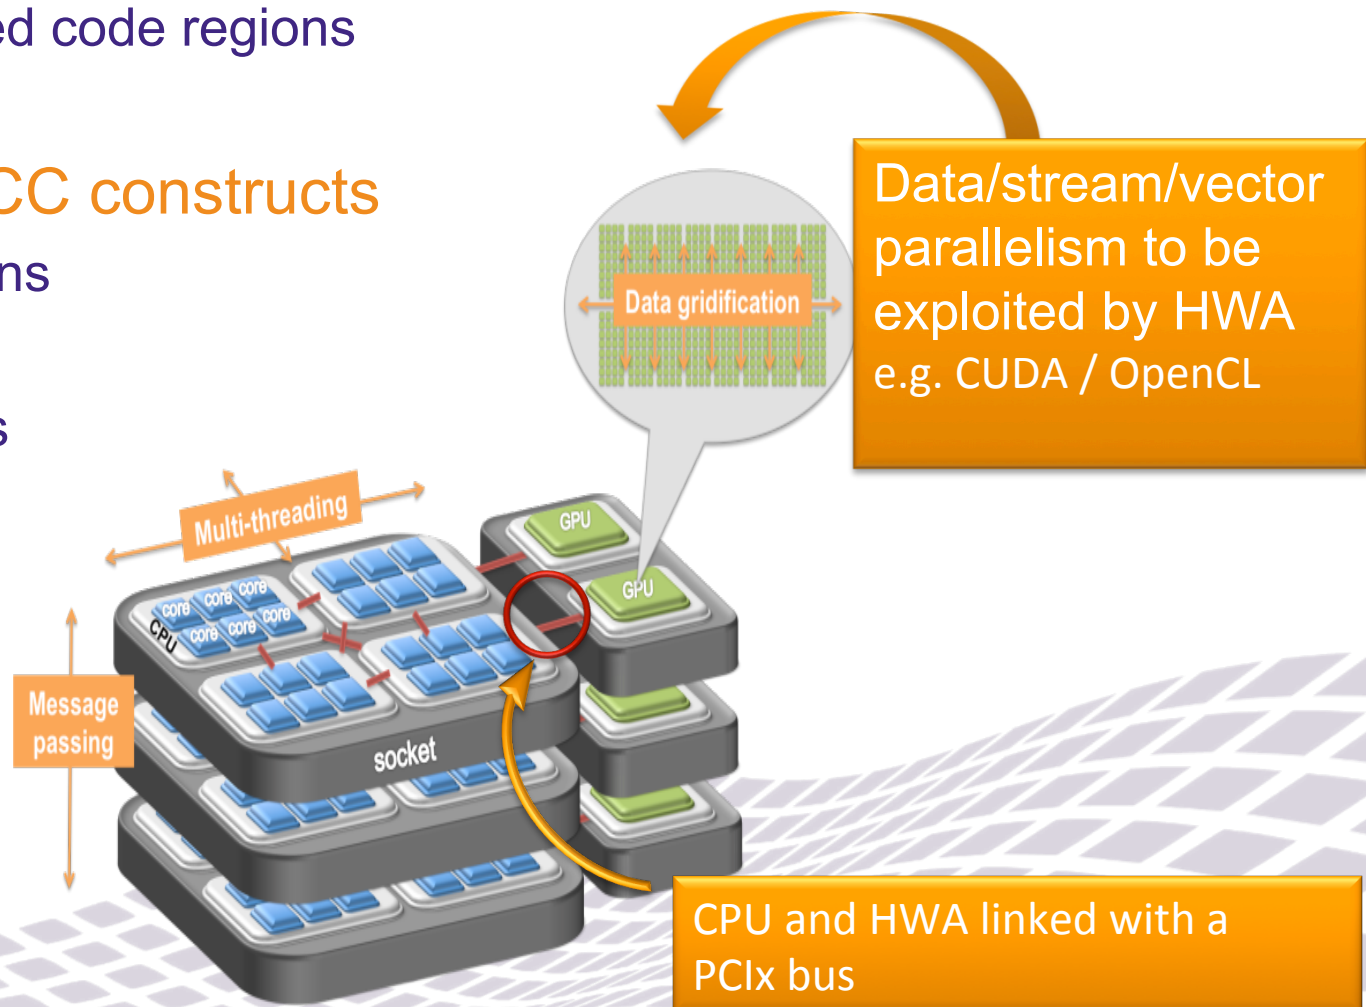 ed code regions
CC constructs
ns
s
Data/stream/vector
parallelism to be
exploited by HWA
e.g. CUDA / OpenCL
Data gridification
Multi-threading
GPU
GPU
core core core
core core core
CPU
Message
passing
socket
CPU and HWA linked with a
PCIx bus